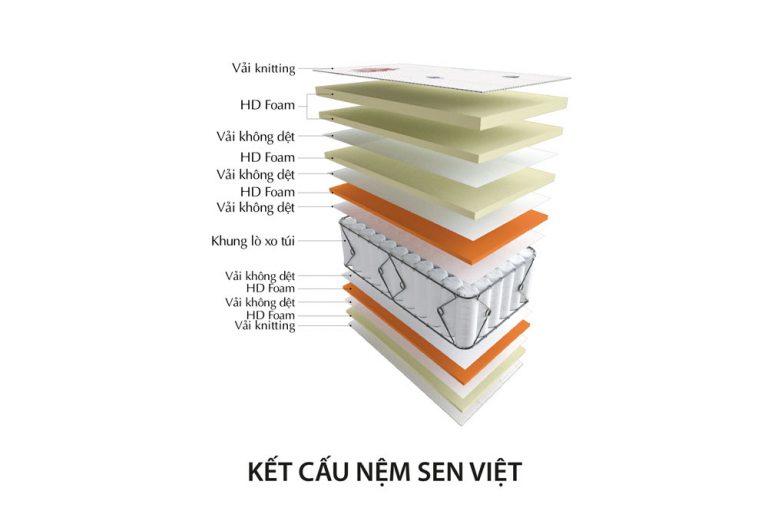 Vải knitting
HD Foam
Vải không dệt
HD Foam
Vải không dệt
HD Foam
Vải không dệt
Khung lò xo túi
Vải không dệt
HD Foam
Vải không dệt
HD Foam
Vải knitting
KẾT CẤU NỆM SEN VIỆT